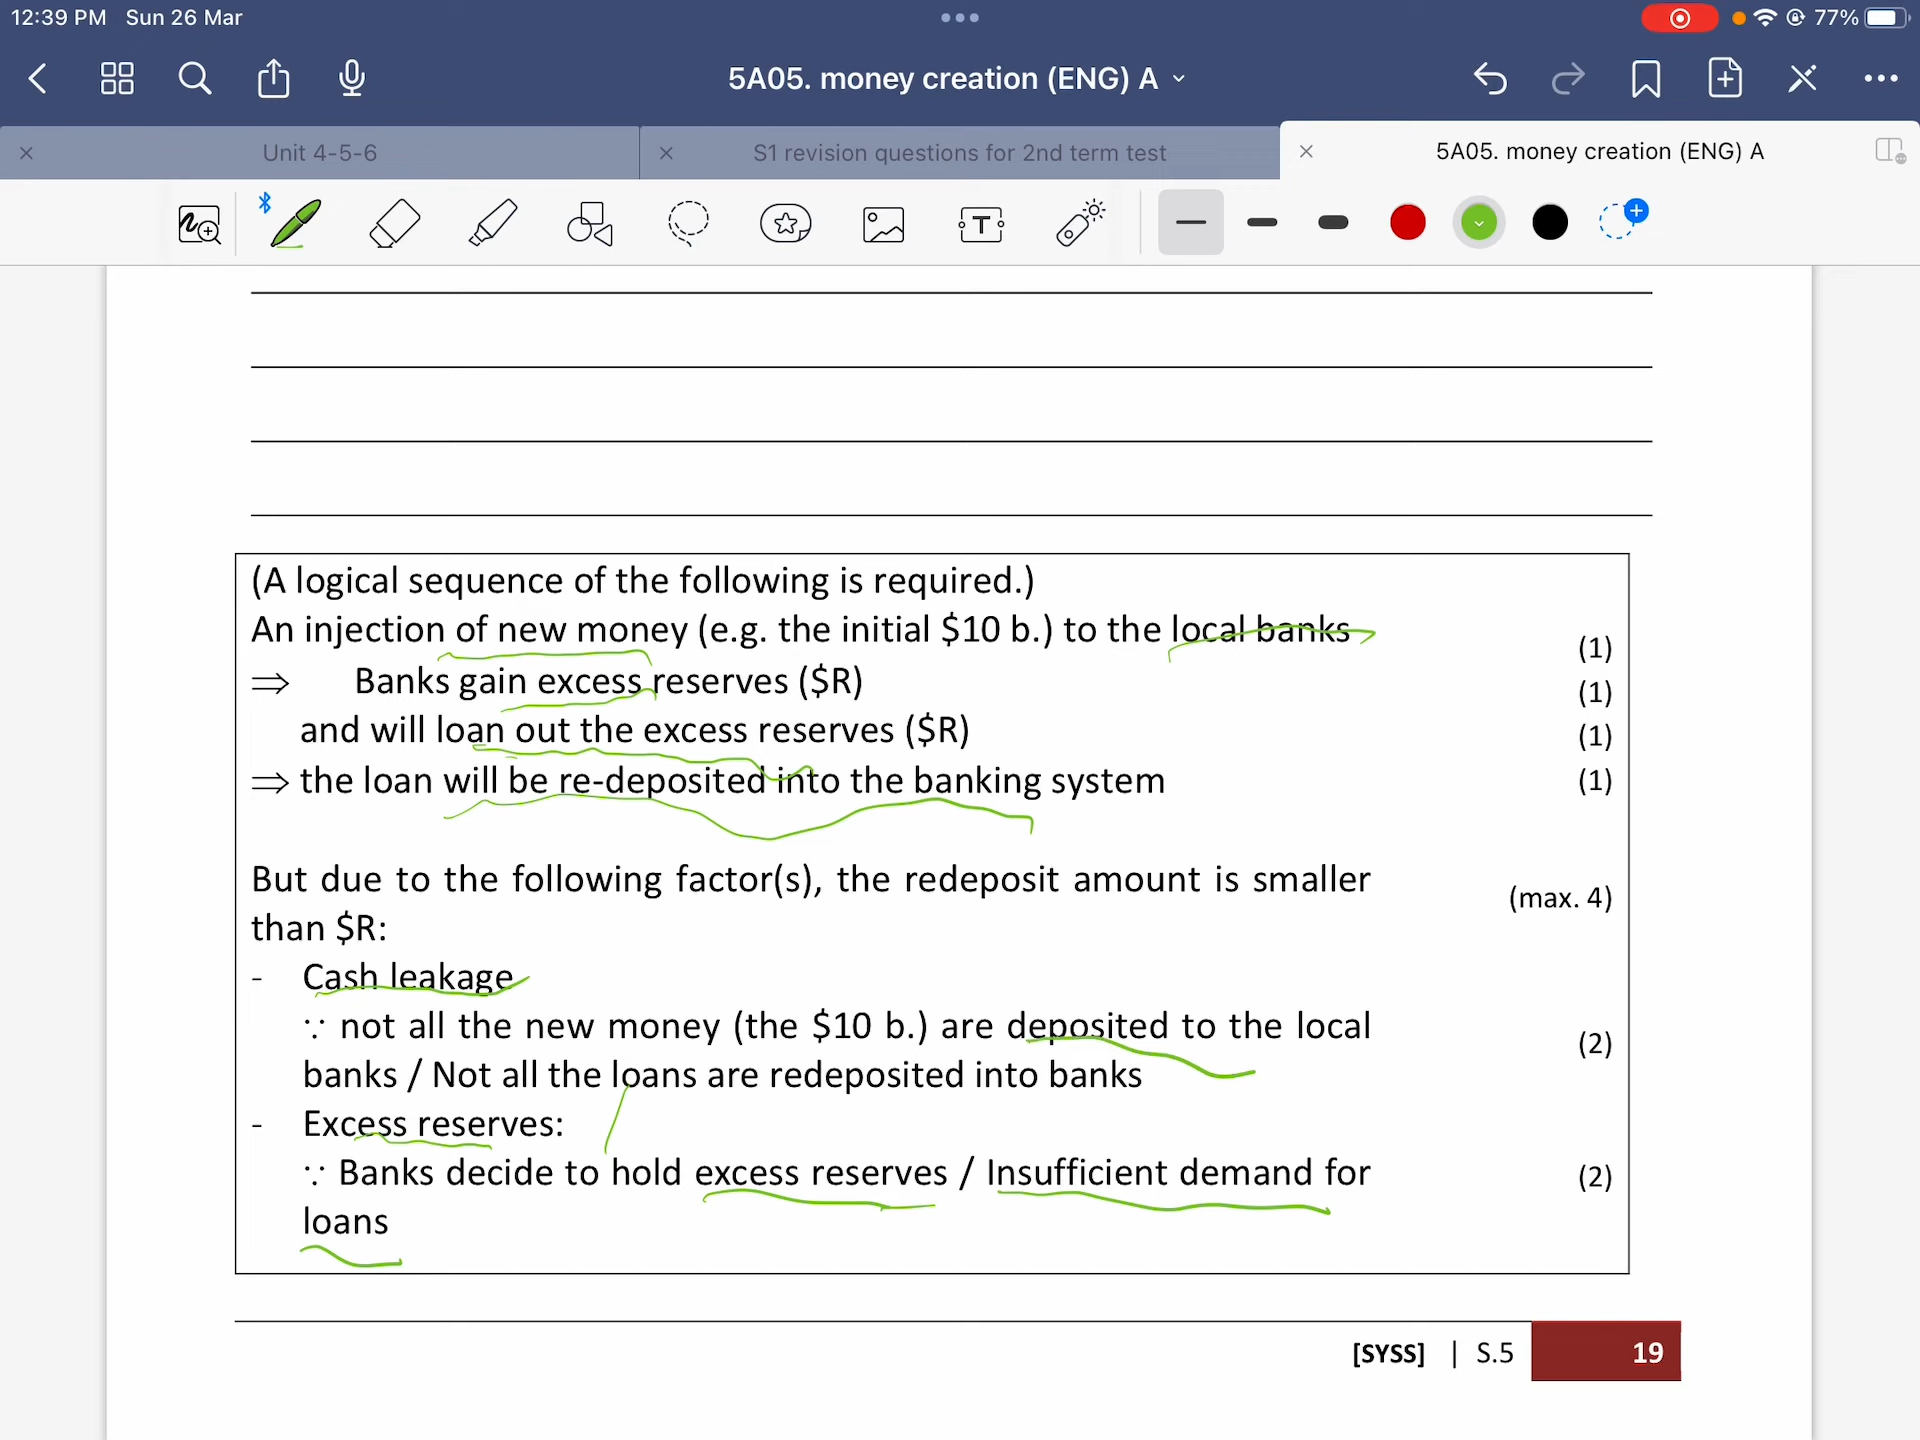 12:39 PM Sun 26 Mar
77%
5A05. money creation (ENG) A
Unit 4-5-6
S1 revision questions for 2nd term test
5A05. money creation (ENG) A
(A logical sequence of the following is required.)
An injection of new money (e.g. the initial $10 b.) to the local banks (1)
⇒ Banks gain excess reserves ($R) (1)
and will loan out the excess reserves ($R) (1)
⇒ the loan will be re-deposited into the banking system (1)
But due to the following factor(s), the redeposit amount is smaller (max. 4)
than $R:
- Cash leakage
∵ not all the new money (the $10 b.) are deposited to the local (2)
banks / Not all the loans are redeposited into banks
- Excess reserves:
∵ Banks decide to hold excess reserves / Insufficient demand for (2)
loans
[SYSS] | S.5 19